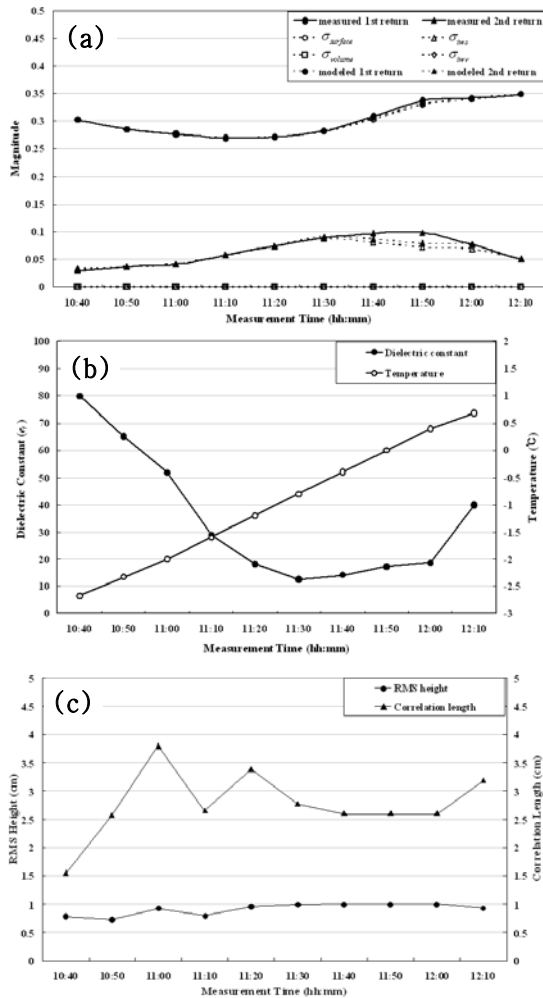 (a)
measured 1st return
measured 2nd return
σsurface
σtws
σvolume
σtwv
modeled 1st return
modeled 2nd return
0.5
0.45
0.4
0.35
0.3
0.25
0.2
0.15
0.1
0.05
0
Magnitude
10:40 10:50 11:00 11:10 11:20 11:30 11:40 11:50 12:00 12:10
Measurement Time (hh:mm)
(b)
Dielectric constant
Temperature
100
90
80
70
60
50
40
30
20
10
0
Dielectric Constant (er)
2
1.5
1
0.5
0
-0.5
-1
-1.5
-2
-2.5
-3
Temperature (℃)
10:40 10:50 11:00 11:10 11:20 11:30 11:40 11:50 12:00 12:10
Measurement Time (hh:mm)
(c)
RMS height
Correlation length
5
4.5
4
3.5
3
2.5
2
1.5
1
0.5
0
RMS Height (cm)
5
4.5
4
3.5
3
2.5
2
1.5
1
0.5
0
Correlation Length (cm)
10:40 10:50 11:00 11:10 11:20 11:30 11:40 11:50 12:00 12:10
Measurement Time (hh:mm)